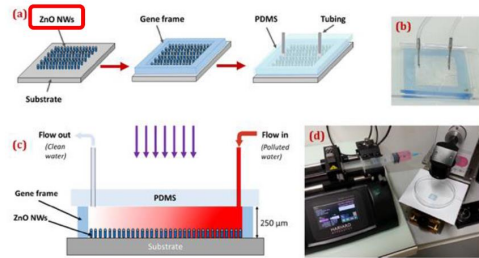 (a)
ZnO NWs
Substrate
Gene frame
PDMS
Tubing
(b)
(c)
Flow out
(Clean
water)
Flow in
(Polluted
water)
PDMS
Gene frame
ZnO NWs
250 μm
Substrate
(d)